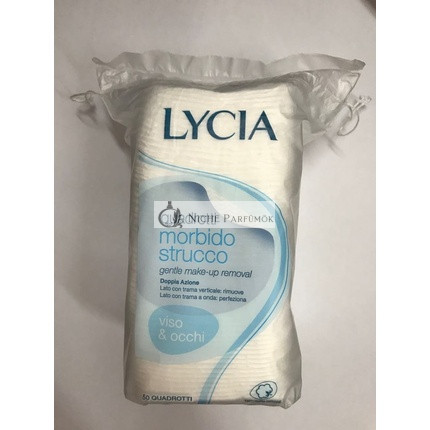 LYCIA
NICHE PARFÜMÖK
morbido
strucco
gentle make-up removal
Doppia Azione
Lato con trama verticale: rimuove
Lato con trama a onda: perfeziona
viso
& occhi
50 QUADROTTI